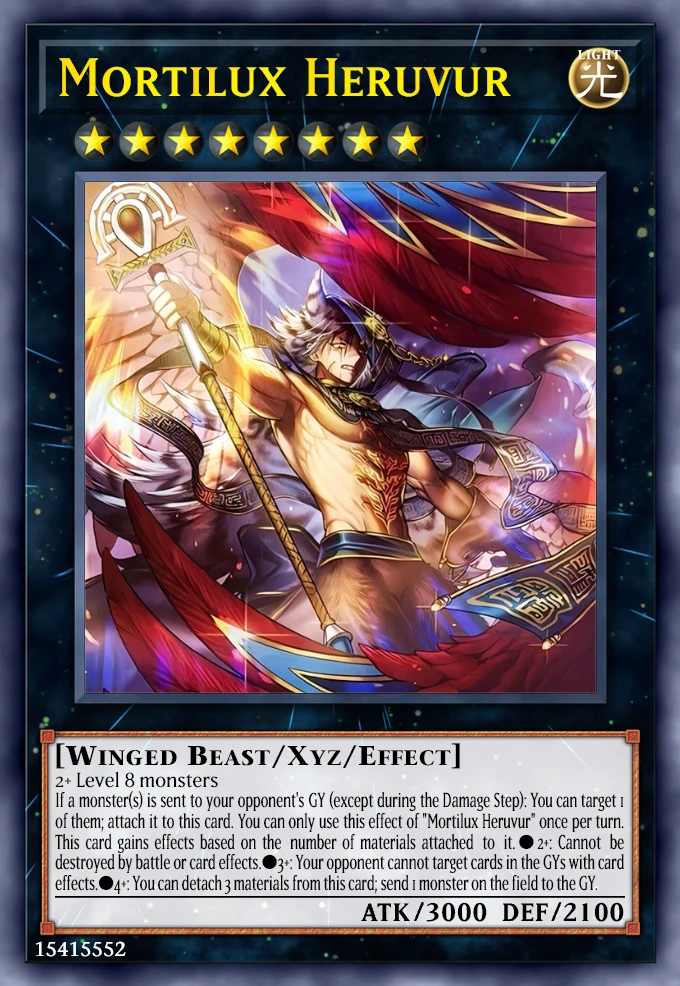 MORTILUX HERUVUR
LIGHT
光
[WINGED BEAST/XYZ/EFFECT]
2+ Level 8 monsters
If a monster(s) is sent to your opponent's GY (except during the Damage Step): You can target 1
of them; attach it to this card. You can only use this effect of "Mortilux Heruvur" once per turn.
This card gains effects based on the number of materials attached to it.●2+: Cannot be
destroyed by battle or card effects.●3+: Your opponent cannot target cards in the GYs with card
effects.●4+: You can detach 3 materials from this card; send 1 monster on the field to the GY.
ATK/3000 DEF/2100
15415552